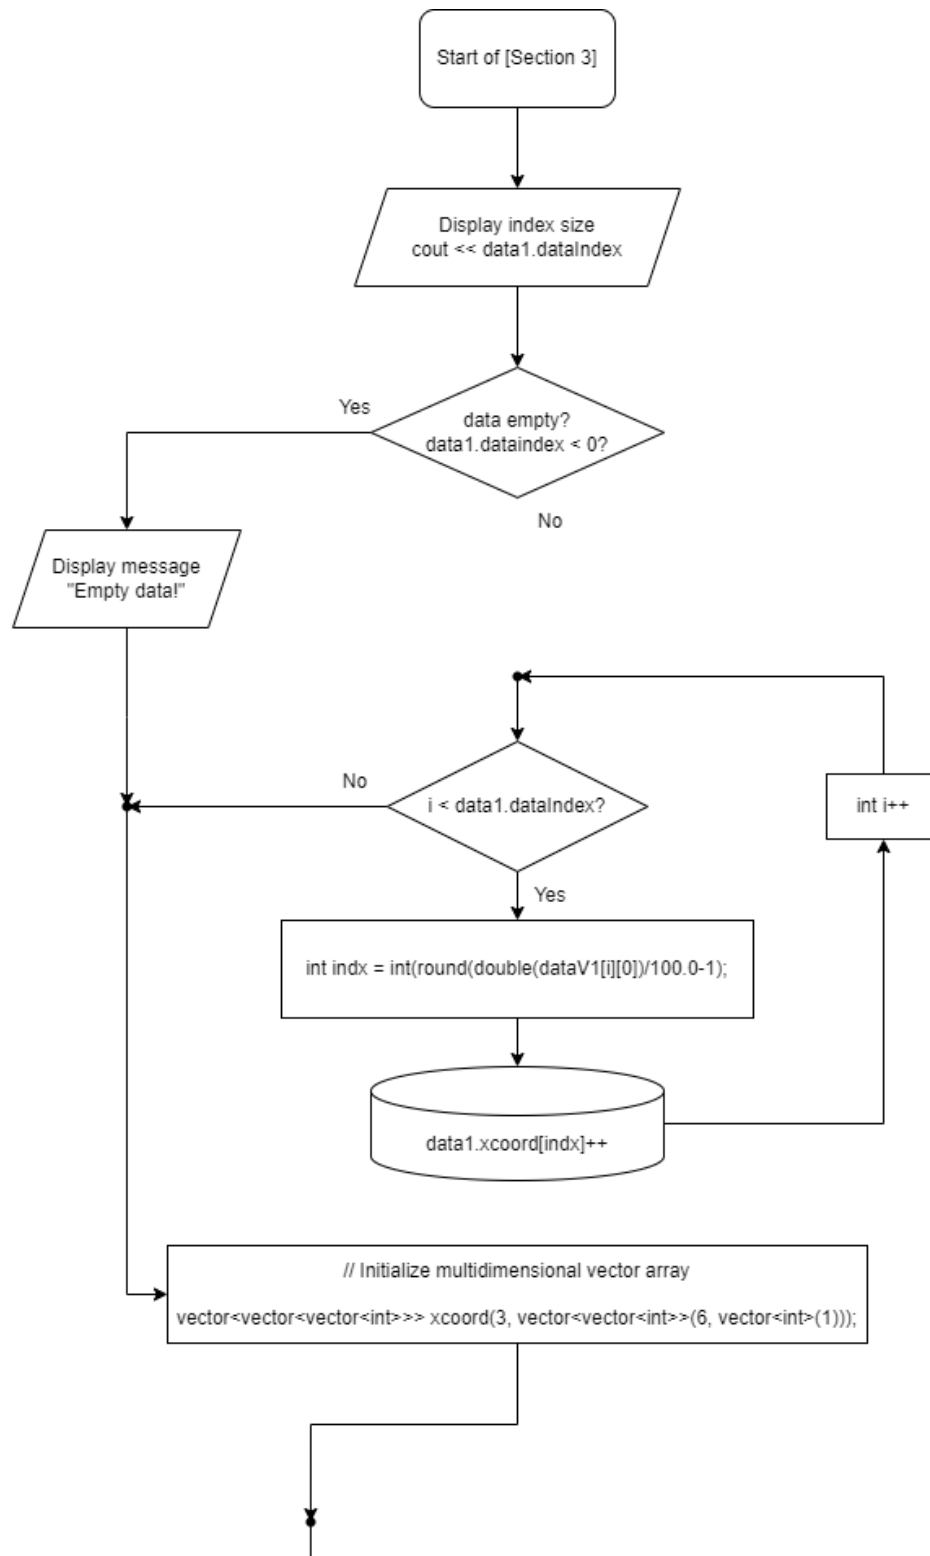 Start of [Section 3]
Display index size
cout << data1.dataIndex
Yes
data empty?
data1.dataindex < 0?
No
Display message
"Empty data!"
No
i < data1.dataIndex?
int i++
Yes
int indx = int(round(double(dataV1[i][0])/100.0-1);
data1.xcoord[indx]++
// Initialize multidimensional vector array
vector<vector<vector<int>>> xcoord(3, vector<vector<int>>(6, vector<int>(1)));